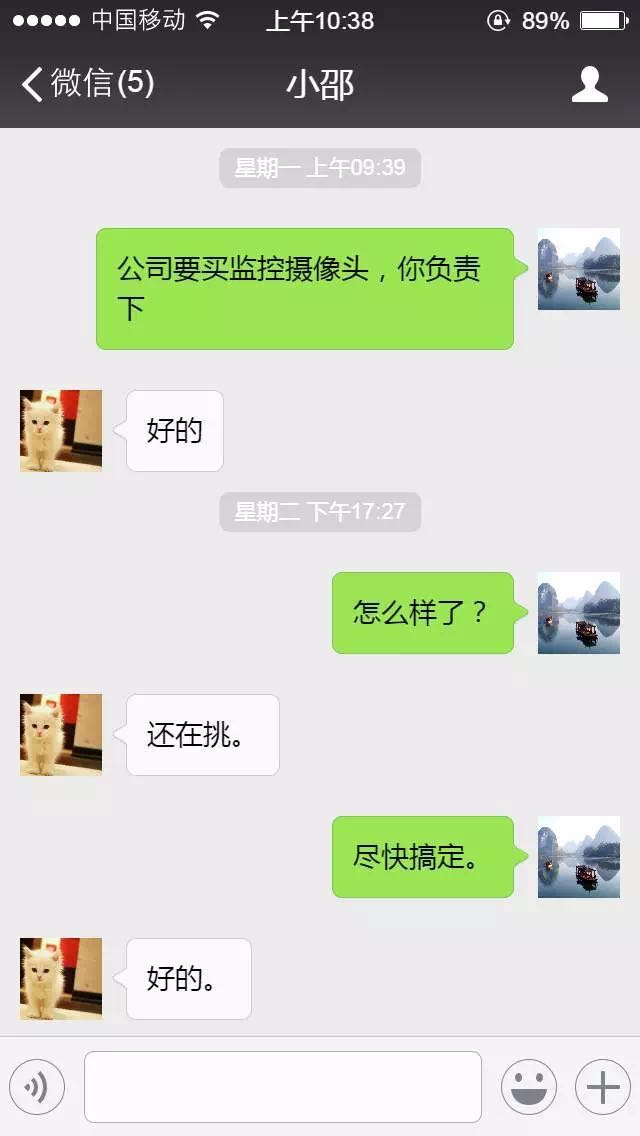 中国移动 上午10:38 89%
微信(5) 小邵
星期一 上午09:39
公司要买监控摄像头，你负责
下
好的
星期二 下午17:27
怎么样了？
还在挑。
尽快搞定。
好的。